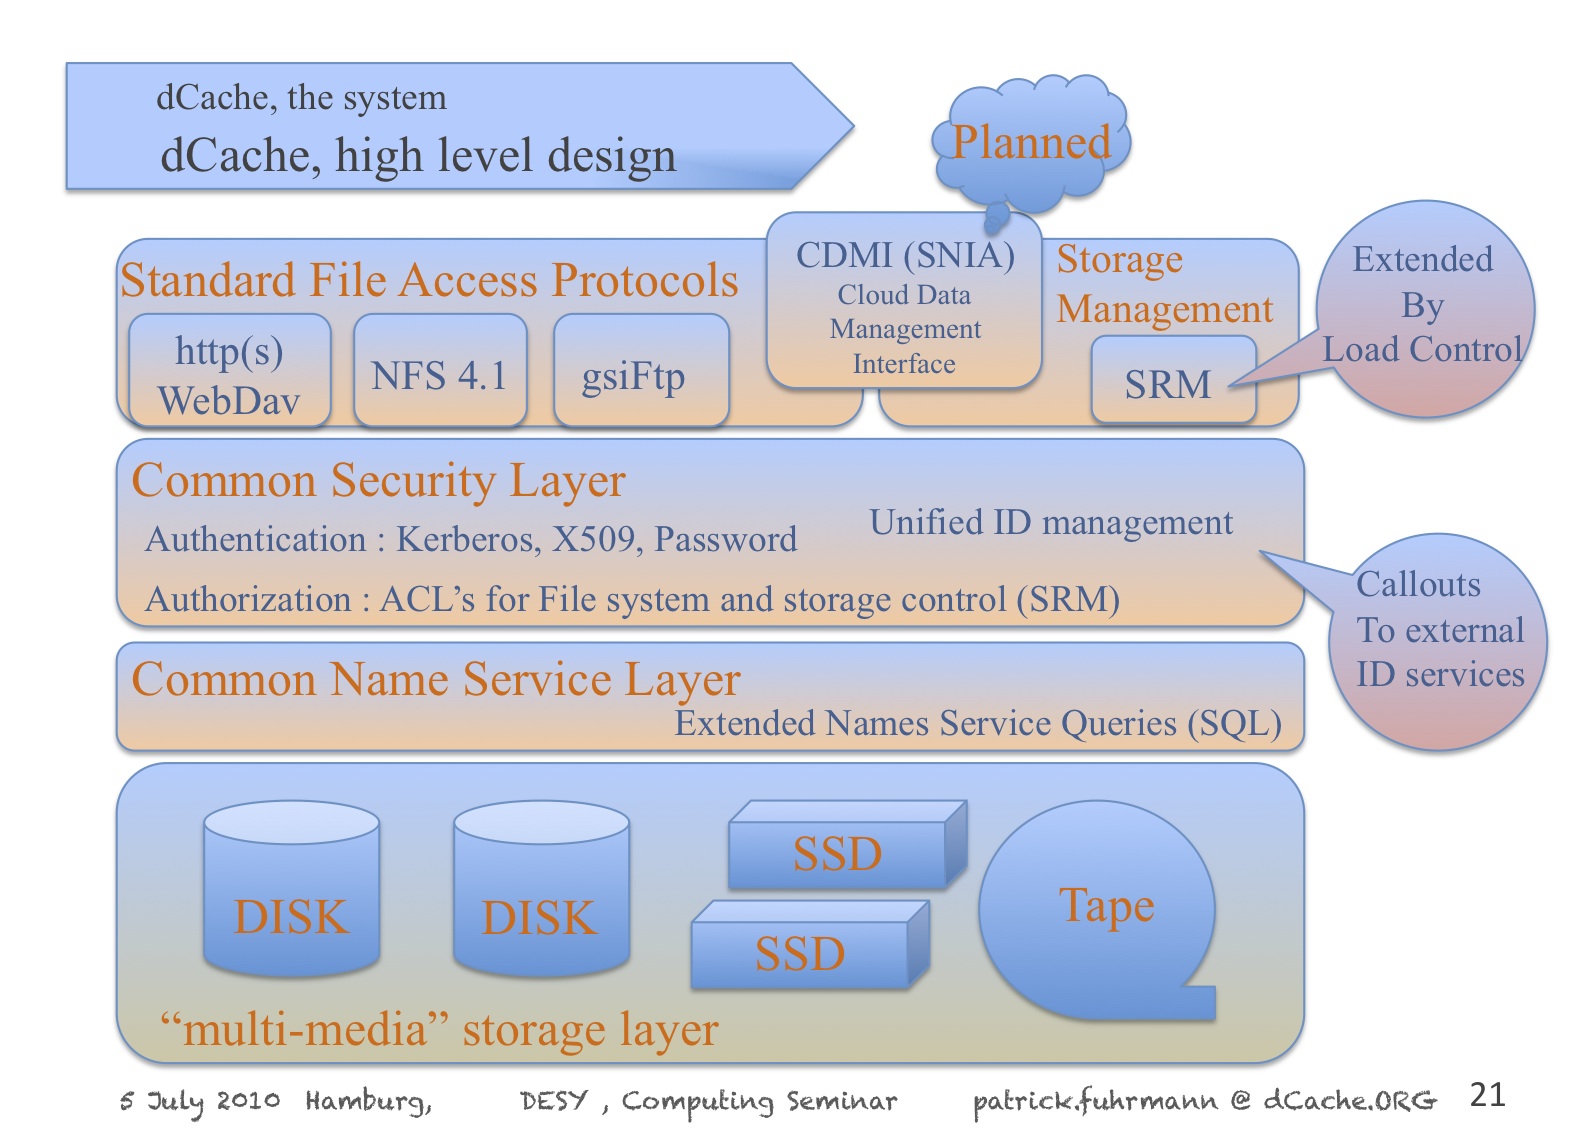 dCache, the system
dCache, high level design
Planned
Standard File Access Protocols
http(s)
WebDav
NFS 4.1
gsiFtp
CDMI (SNIA)
Cloud Data
Management
Interface
Storage
Management
SRM
Extended
By
Load Control
Common Security Layer
Authentication : Kerberos, X509, Password
Unified ID management
Authorization : ACL’s for File system and storage control (SRM)
Callouts
To external
ID services
Common Name Service Layer
Extended Names Service Queries (SQL)
DISK
DISK
SSD
SSD
Tape
“multi-media” storage layer
5 July 2010 Hamburg, DESY , Computing Seminar patrick.fuhrmann @ dCache.ORG 21